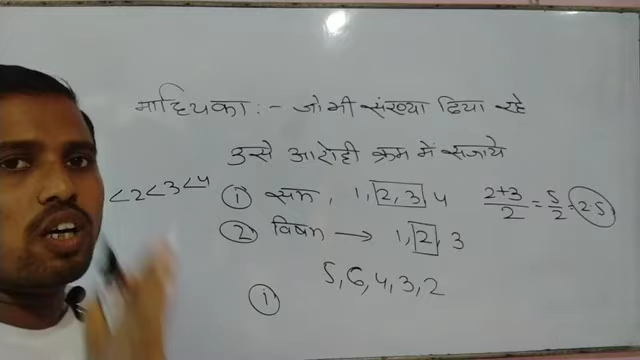 माध्यिका :- जो भी संख्या दिया रहे
उसे आरोही क्रम में सजाये
<2<3<4
① सम, 1, 2, 3, 4 2+3/2 = 5/2 = 2.5
② विषम → 1, 2, 3
① 5, 6, 4, 3, 2